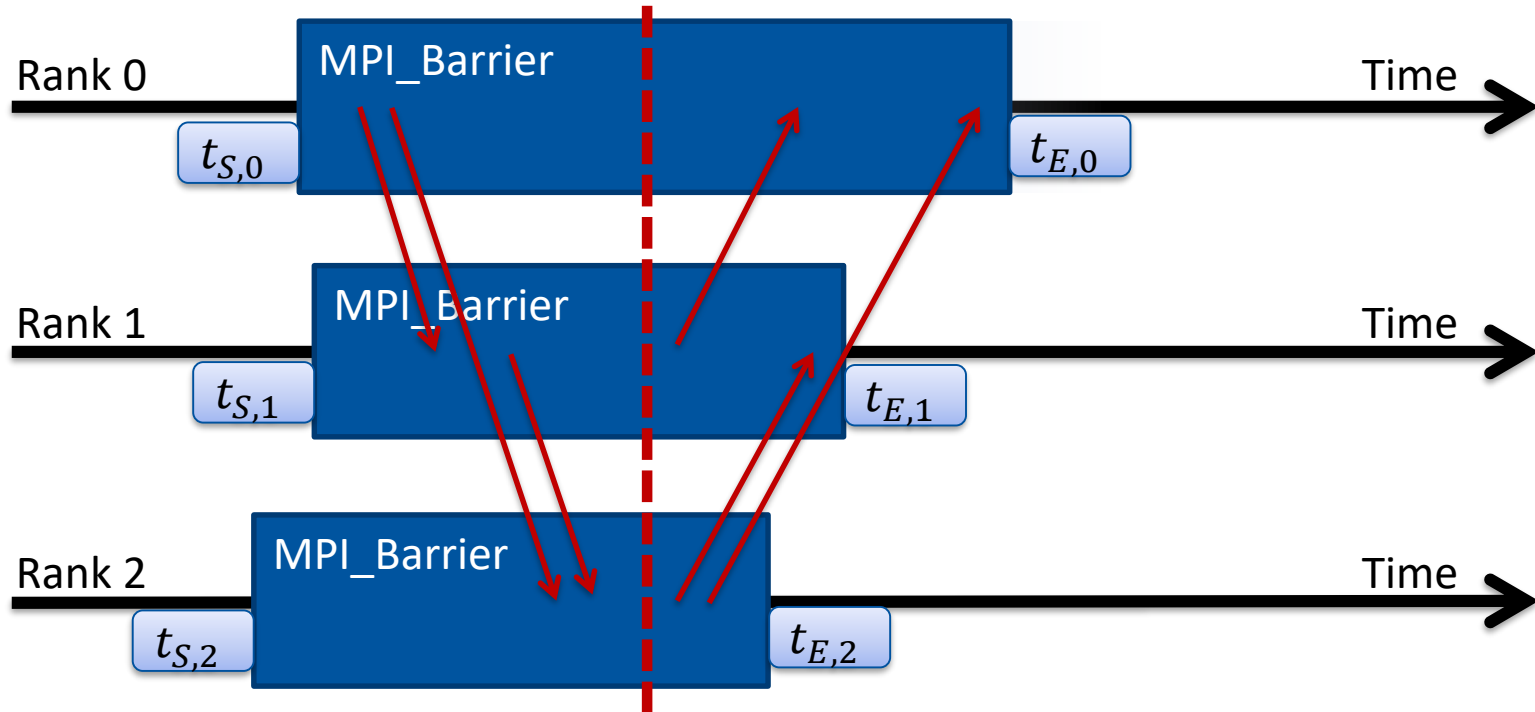 MPI_Barrier
Rank 0
Time
t_{S,0}
t_{E,0}
MPI_Barrier
Rank 1
Time
t_{S,1}
t_{E,1}
MPI_Barrier
Rank 2
Time
t_{S,2}
t_{E,2}